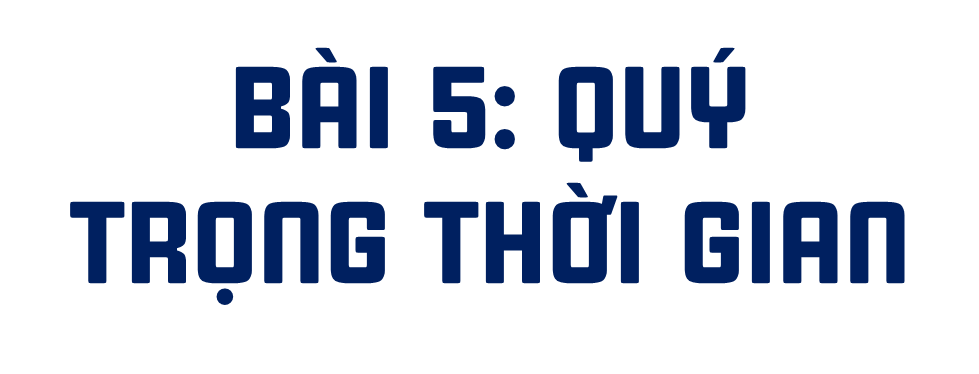 BÀI 5: QUÝ
TRỌNG THỜI GIAN